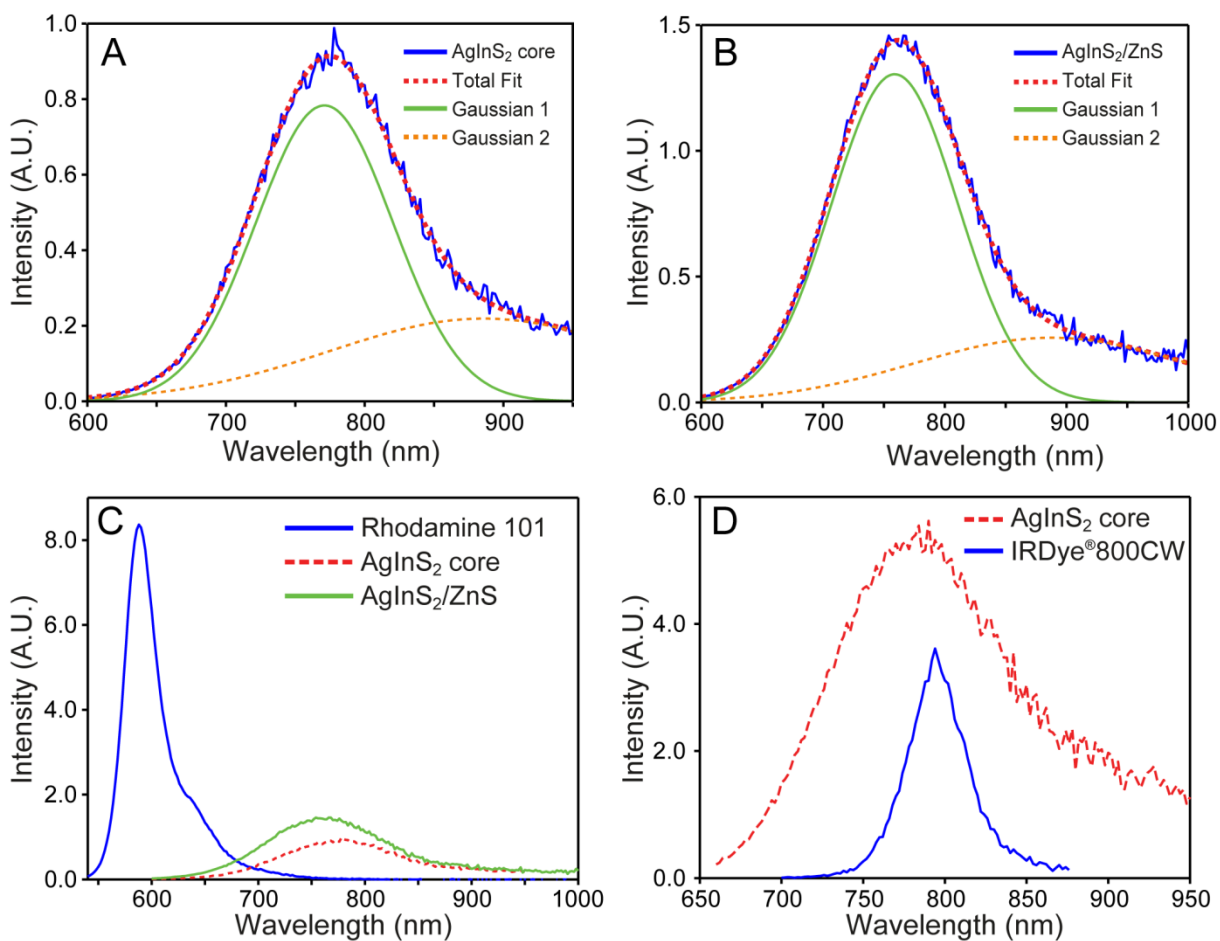 A
AgInS₂ core
Total Fit
Gaussian 1
Gaussian 2
Intensity (A.U.)
1.0
0.8
0.6
0.4
0.2
0.0
600 700 800 900
Wavelength (nm)
B
AgInS₂/ZnS
Total Fit
Gaussian 1
Gaussian 2
Intensity (A.U.)
1.5
1.0
0.5
0.0
600 700 800 900 1000
Wavelength (nm)
C
Rhodamine 101
AgInS₂ core
AgInS₂/ZnS
Intensity (A.U.)
8.0
6.0
4.0
2.0
0.0
600 700 800 900 1000
Wavelength (nm)
D
AgInS₂ core
IRDye®800CW
Intensity (A.U.)
6.0
4.0
2.0
0.0
650 700 750 800 850 900 950
Wavelength (nm)